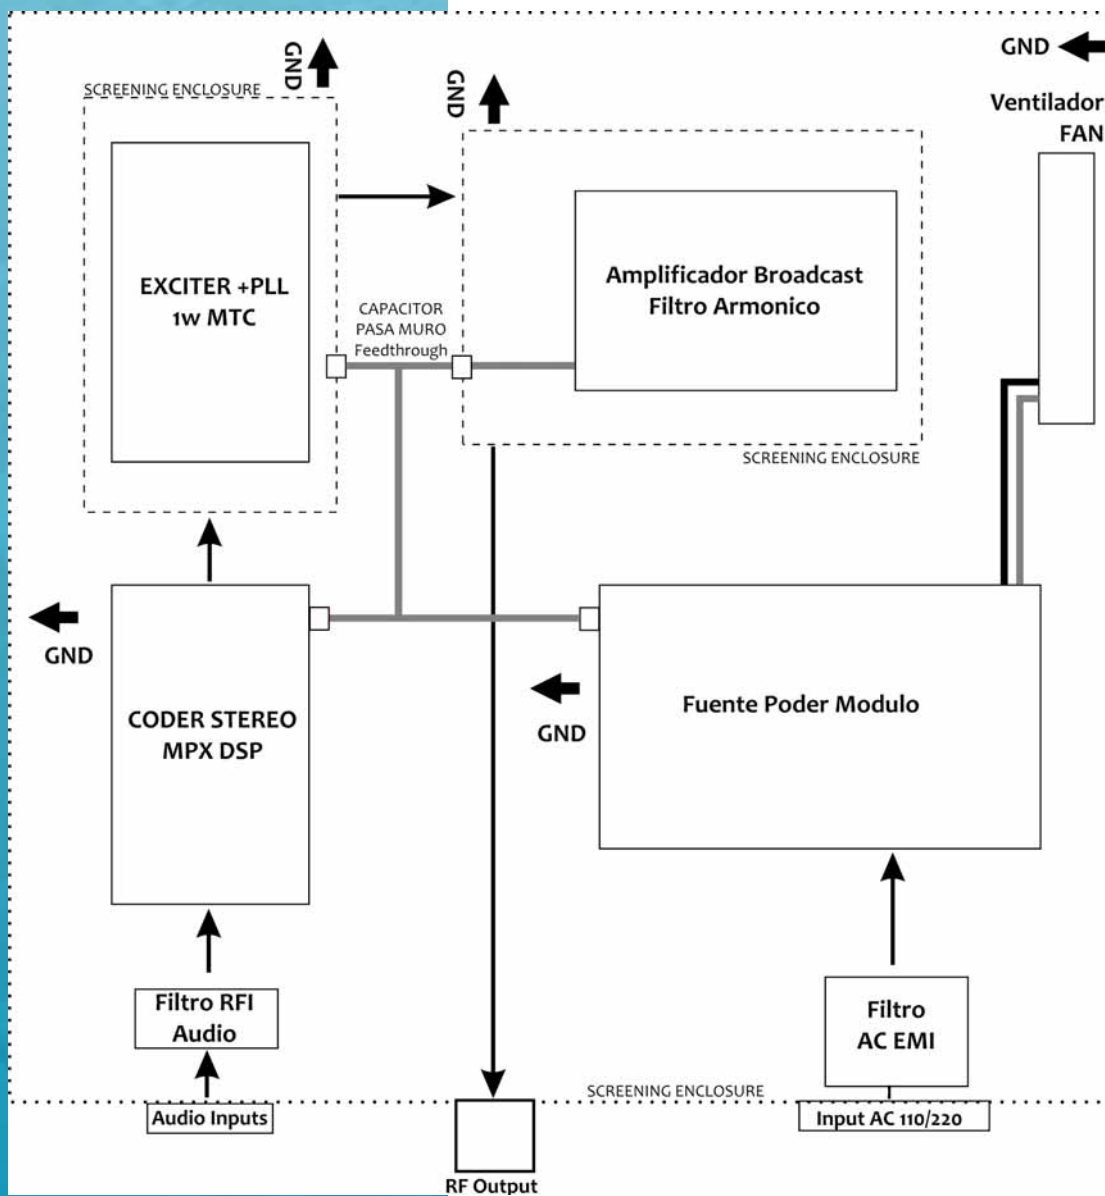 GND
GND
GND
SCREENING ENCLOSURE
Ventilador
FAN
EXCITER +PLL
1w MTC
Amplificador Broadcast
Filtro Armonico
CAPACITOR
PASA MURO
Feedthrough
SCREENING ENCLOSURE
GND
CODER STEREO
MPX DSP
GND
Fuente Poder Modulo
Filtro RFI
Audio
Filtro
AC EMI
SCREENING ENCLOSURE
Audio Inputs
Input AC 110/220
RF Output